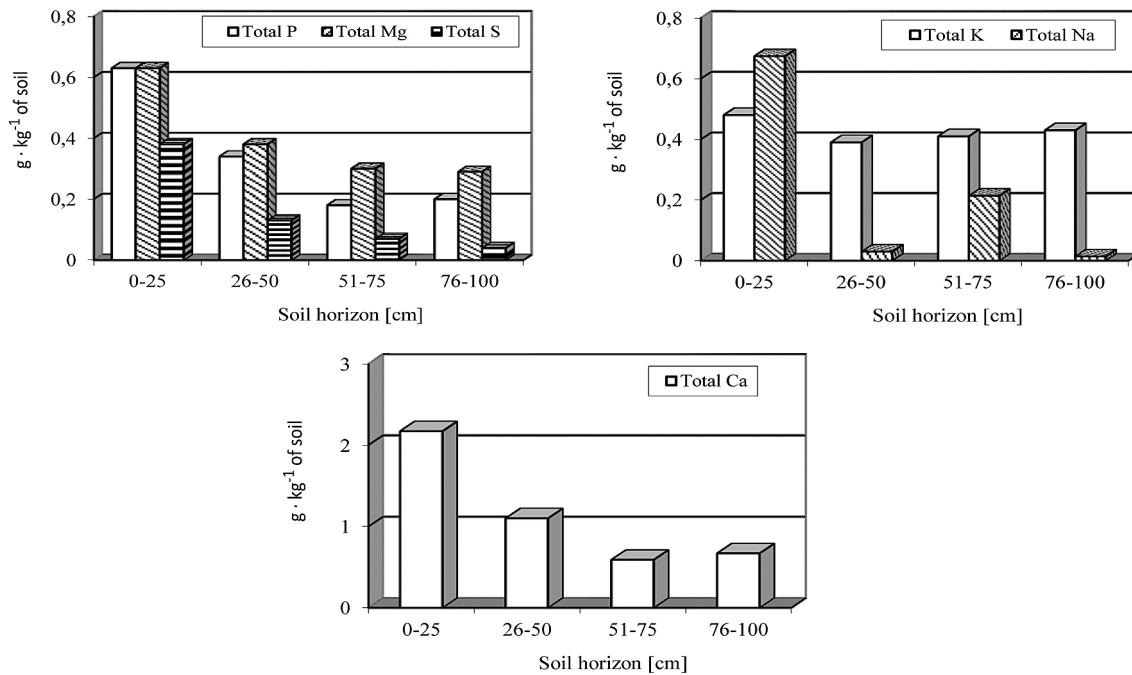 0,8
0,6
0,4
0,2
0
g · kg⁻¹ of soil
Total P Total Mg Total S
0-25 26-50 51-75 76-100
Soil horizon [cm]
0,8
0,6
0,4
0,2
0
g · kg⁻¹ of soil
Total K Total Na
0-25 26-50 51-75 76-100
Soil horizon [cm]
3
2
1
0
g · kg⁻¹ of soil
Total Ca
0-25 26-50 51-75 76-100
Soil horizon [cm]